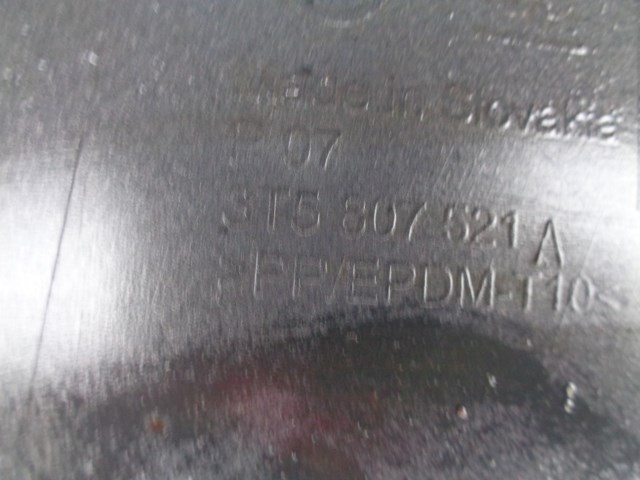 Made in Slovakia
P 07
3T5 807 521 A
>PP/EPDM-T10<